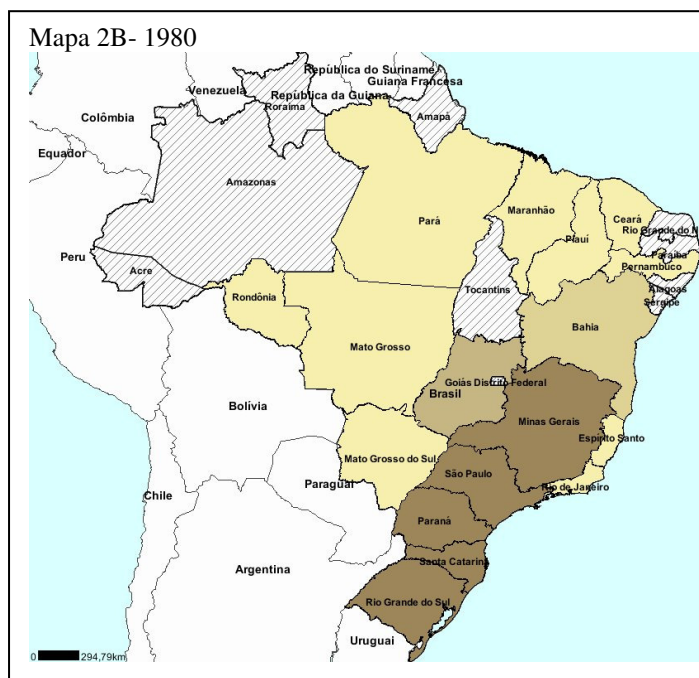 Mapa 2B- 1980
República do Suriname
Guiana Francesa
Venezuela
República da Guiana
Roraima
Amapá
Colômbia
Equador
Amazonas
Pará
Maranhão
Ceará
Rio Grande do N
Piauí
Paraíba
Pernambuco
Peru
Acre
Tocantins
Alagoas
Sergipe
Rondônia
Bahia
Mato Grosso
Goiás
Distrito Federal
Brasil
Bolívia
Minas Gerais
Espírito Santo
Mato Grosso do Sul
São Paulo
Rio de Janeiro
Paraguai
Chile
Paraná
Santa Catarina
Argentina
Rio Grande do Sul
Uruguai
0 294,79km